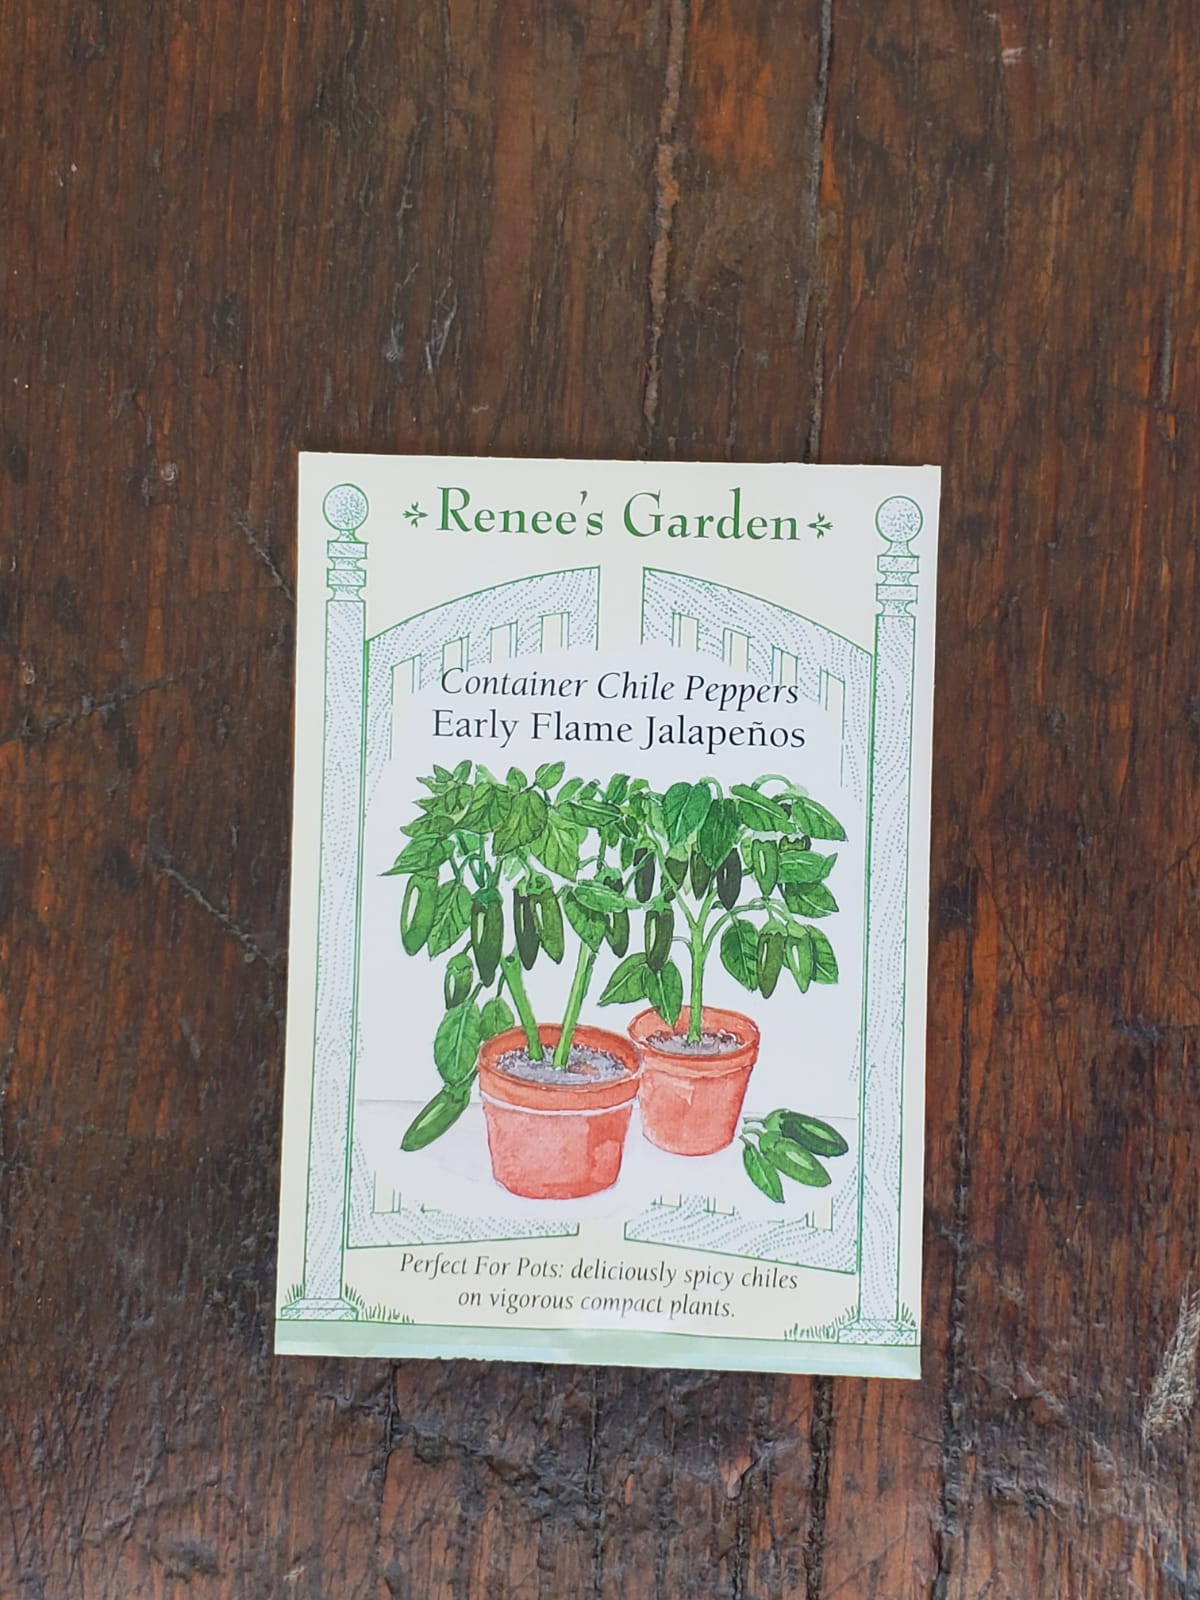 Renee's Garden
Container Chile Peppers
Early Flame Jalapeños
Perfect For Pots: deliciously spicy chiles
on vigorous compact plants.